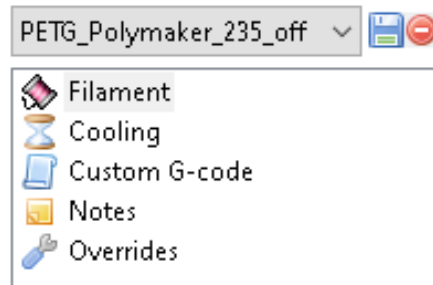 PETG_Polymaker_235_off
Filament
Cooling
Custom G-code
Notes
Overrides